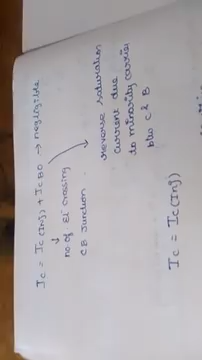 Ic = Ic(Inj) + ICBO → negligible
↓
no of El crossing
CB Junction.
reverse saturation
current due
to minority carrier
b/w C & B
Ic = Ic(Inj)